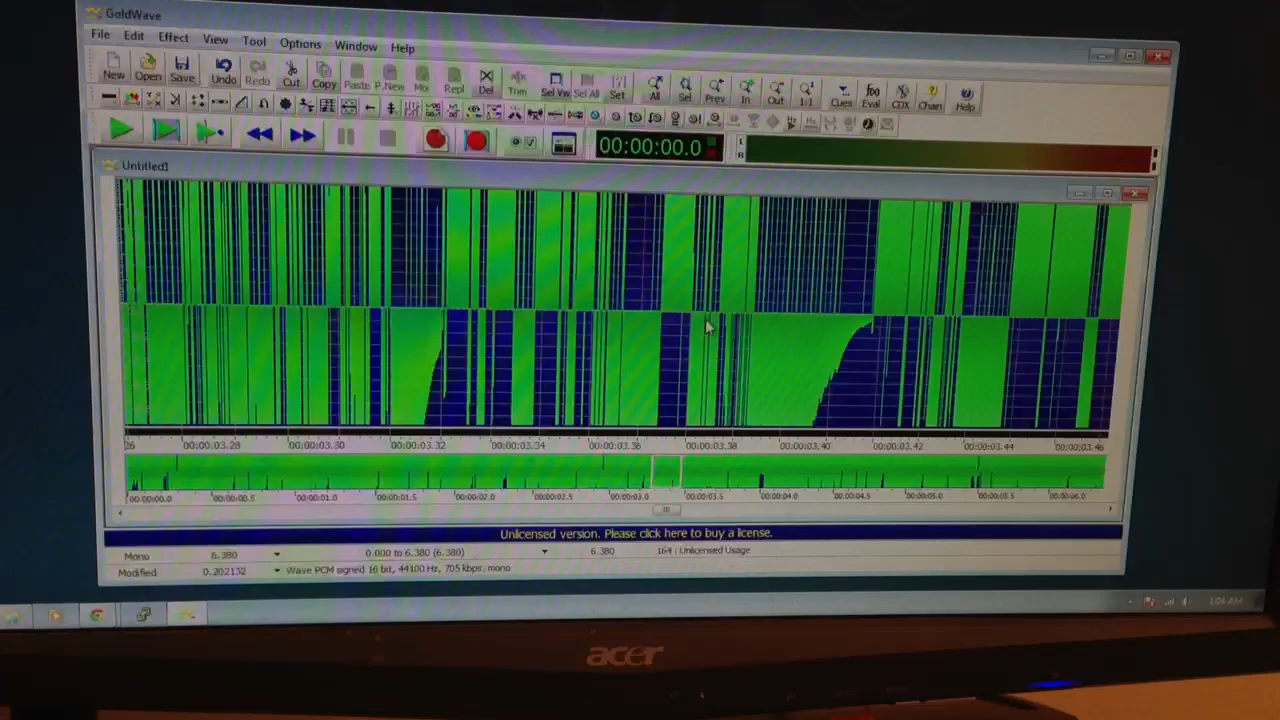 GoldWave
File Edit Effect View Tool Options Window Help
New Open Save Undo Redo Cut Copy Paste P.New Mix Repl Del Trim Sel Vw Sel All Set All Sel Prev In Out 1:1 Cues Eval CDX Chan Help
00:00:00.0
L
R
Untitled1
26 00:00:03.28 00:00:03.30 00:00:03.32 00:00:03.34 00:00:03.36 00:00:03.38 00:00:03.40 00:00:03.42 00:00:03.44 00:00:03.46
00:00:00.0 00:00:00.5 00:00:01.0 00:00:01.5 00:00:02.0 00:00:02.5 00:00:03.0 00:00:03.5 00:00:04.0 00:00:04.5 00:00:05.0 00:00:05.5 00:00:06.0
Unlicensed version. Please click here to buy a license.
Mono 6.380 0.000 to 6.380 (6.380) 6.380 164 : Unlicensed Usage
Modified 0.202132 Wave PCM signed 16 bit, 44100 Hz, 705 kbps, mono
1:04 AM
acer